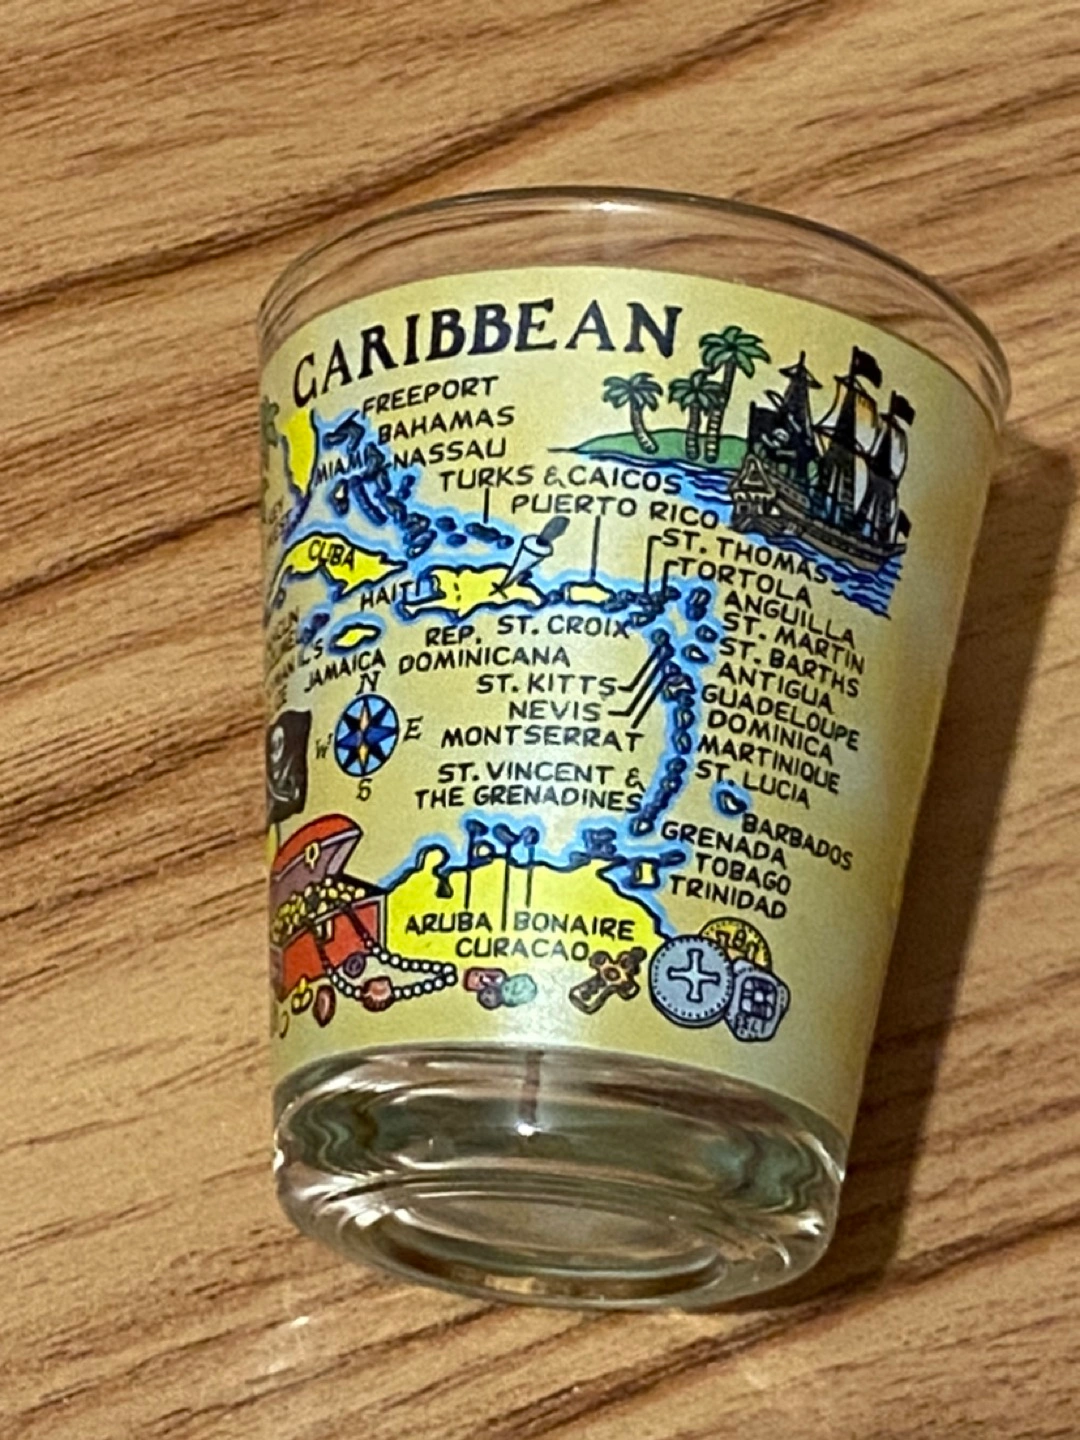 CARIBBEAN
FREEPORT
BAHAMAS
MIAMI
NASSAU
TURKS & CAICOS
PUERTO RICO
ST. THOMAS
TORTOLA
CUBA
HAITI
ANGUILLA
ST. MARTIN
ST. BARTHS
ANTIGUA
GUADELOUPE
DOMINICA
MARTINIQUE
ST. LUCIA
REP.
DOMINICANA
ST. CROIX
JAMAICA
ST. KITTS
NEVIS
MONTSERRAT
N
W
E
S
ST. VINCENT &
THE GRENADINES
BARBADOS
GRENADA
TOBAGO
TRINIDAD
ARUBA
BONAIRE
CURACAO